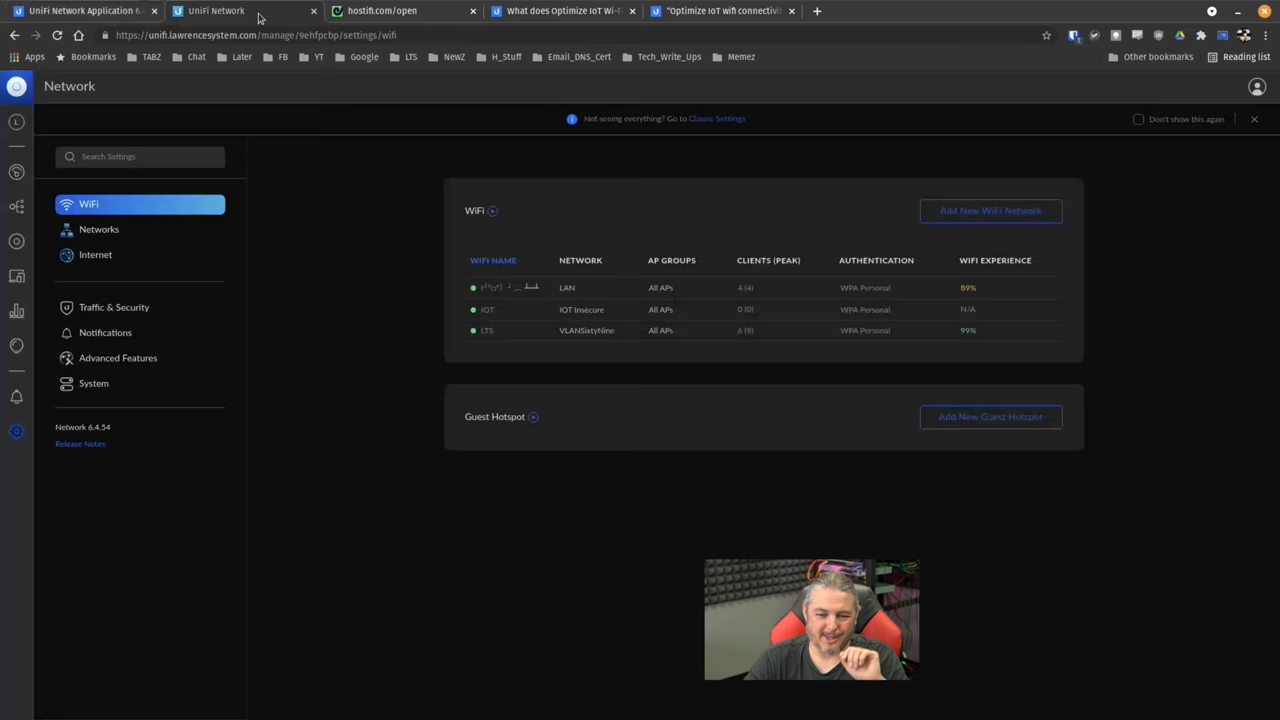 UniFi Network Application 6.4
UniFi Network
hostifi.com/open
What does Optimize IoT Wi-Fi
"Optimize IoT wifi connectivi
https://unifi.lawrencesystem.com/manage/9ehfpcbp/settings/wifi
Apps Bookmarks TABZ Chat Later FB YT Google LTS NewZ H_Stuff Email_DNS_Cert Tech_Write_Ups Memez Other bookmarks Reading list
Network
Not seeing everything? Go to Classic Settings Don't show this again
L
Search Settings
WiFi
Networks
Internet
Traffic & Security
Notifications
Advanced Features
System
Network 6.4.54
Release Notes
WiFi Add New WiFi Network
WIFI NAME NETWORK AP GROUPS CLIENTS (PEAK) AUTHENTICATION WIFI EXPERIENCE
LAN All APs 4 (4) WPA Personal 89%
IOT IOT Insecure All APs 0 (0) WPA Personal N/A
LTS VLANSixtyNine All APs 6 (9) WPA Personal 99%
Guest Hotspot Add New Guest Hotspot